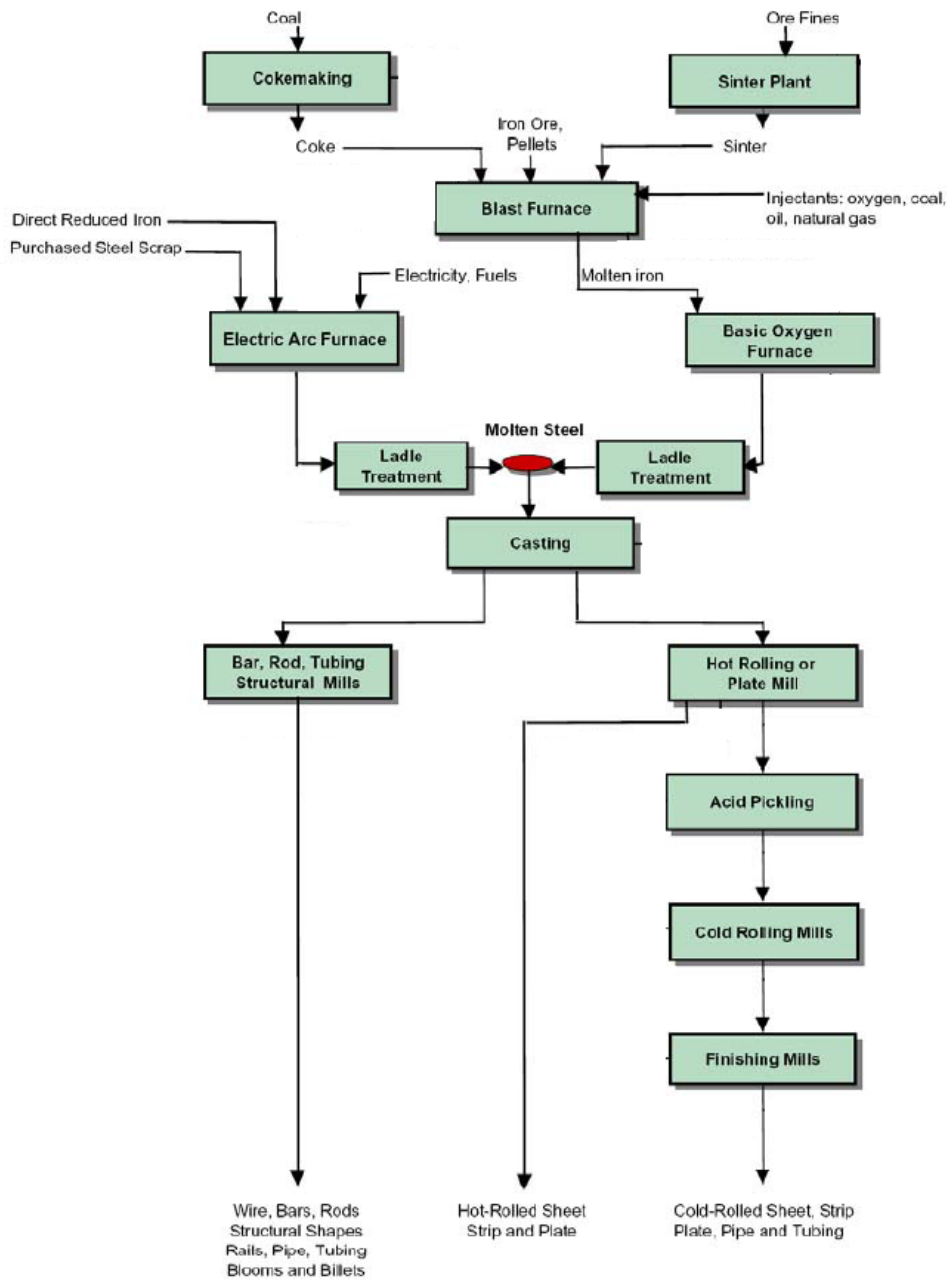 Coal
Ore Fines
Cokemaking
Sinter Plant
Coke
Iron Ore,
Pellets
Sinter
Blast Furnace
Injectants: oxygen, coal,
oil, natural gas
Direct Reduced Iron
Purchased Steel Scrap
Electricity, Fuels
Molten iron
Electric Arc Furnace
Basic Oxygen
Furnace
Molten Steel
Ladle
Treatment
Ladle
Treatment
Casting
Bar, Rod, Tubing
Structural Mills
Hot Rolling or
Plate Mill
Acid Pickling
Cold Rolling Mills
Finishing Mills
Wire, Bars, Rods
Structural Shapes
Rails, Pipe, Tubing
Blooms and Billets
Hot-Rolled Sheet
Strip and Plate
Cold-Rolled Sheet, Strip
Plate, Pipe and Tubing